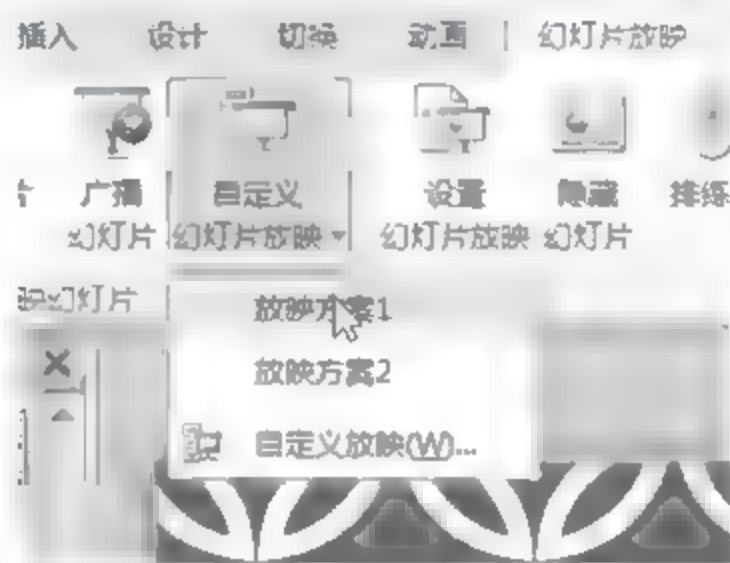 插入 设计 切换 动画 幻灯片放映
广播 自定义 设置 隐藏 排练
幻灯片 幻灯片放映 幻灯片放映 幻灯片
幻灯片
放映方案1
放映方案2
自定义放映(W)...